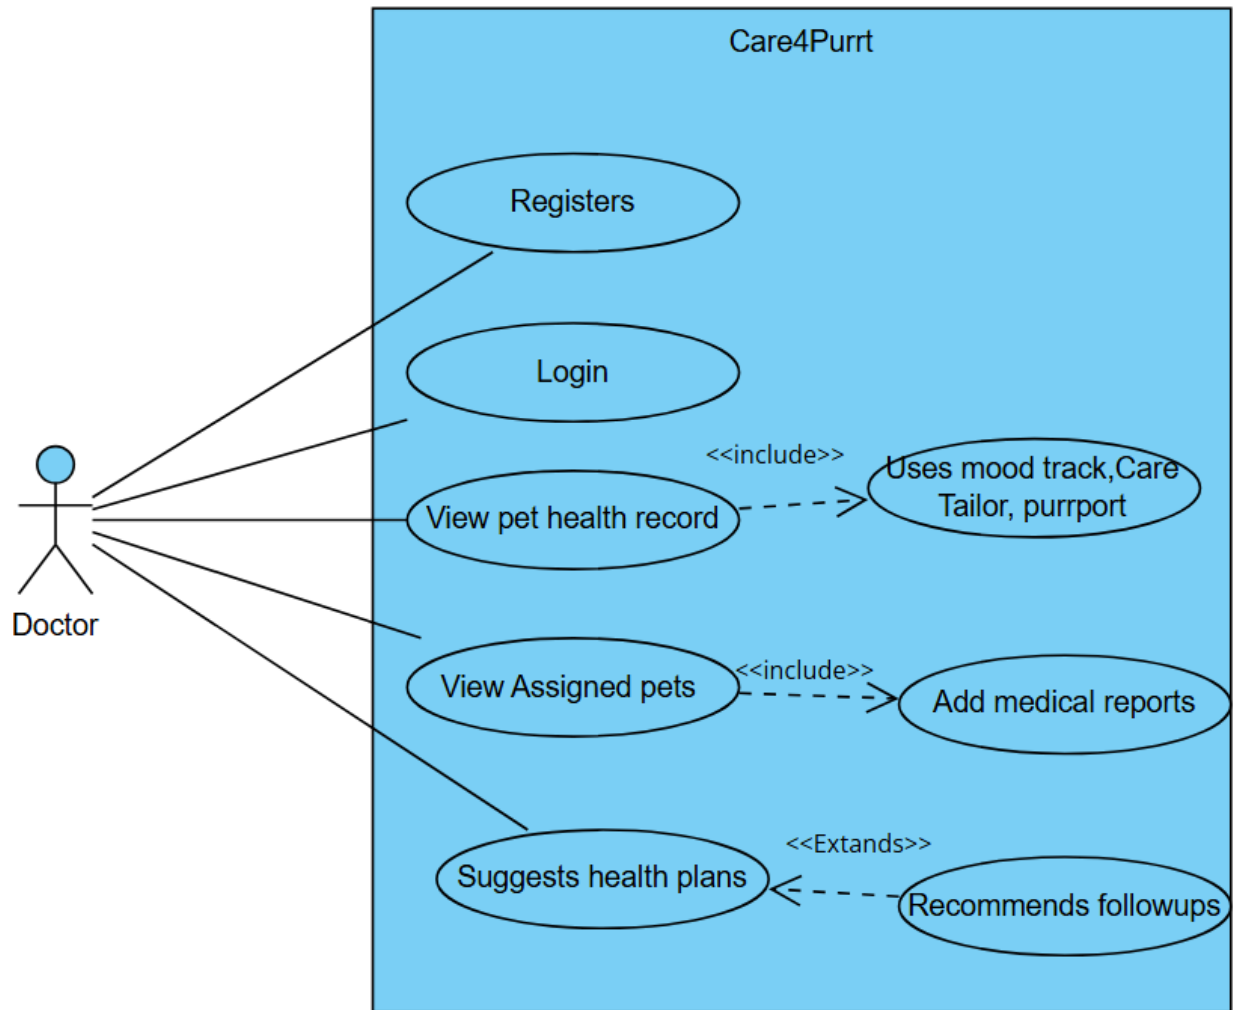 Care4Purrt
Registers
Login
<<include>>
Uses mood track,Care
Tailor, purrport
View pet health record
Doctor
<<include>>
View Assigned pets
Add medical reports
<<Extands>>
Suggests health plans
Recommends followups